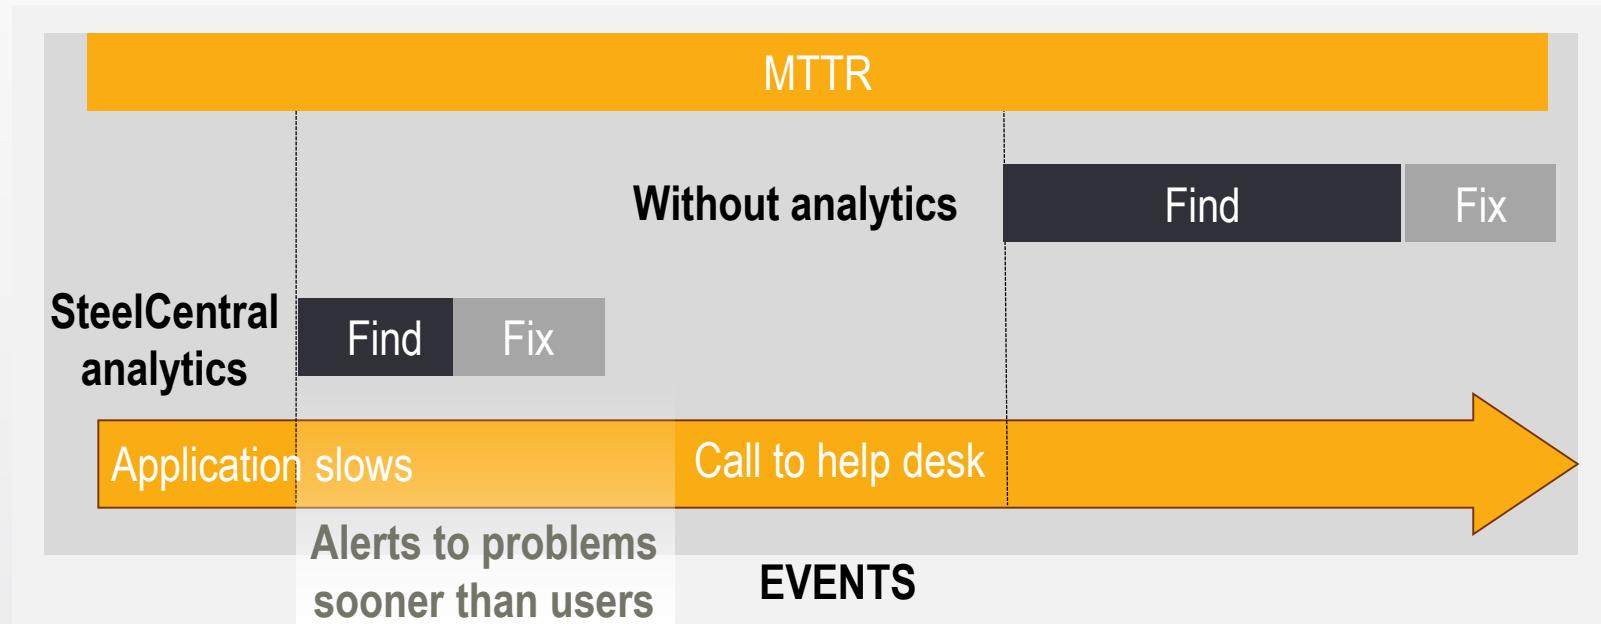 MTTR
Without analytics
Find
Fix
SteelCentral
analytics
Find
Fix
Application slows
Call to help desk
Alerts to problems
sooner than users
EVENTS